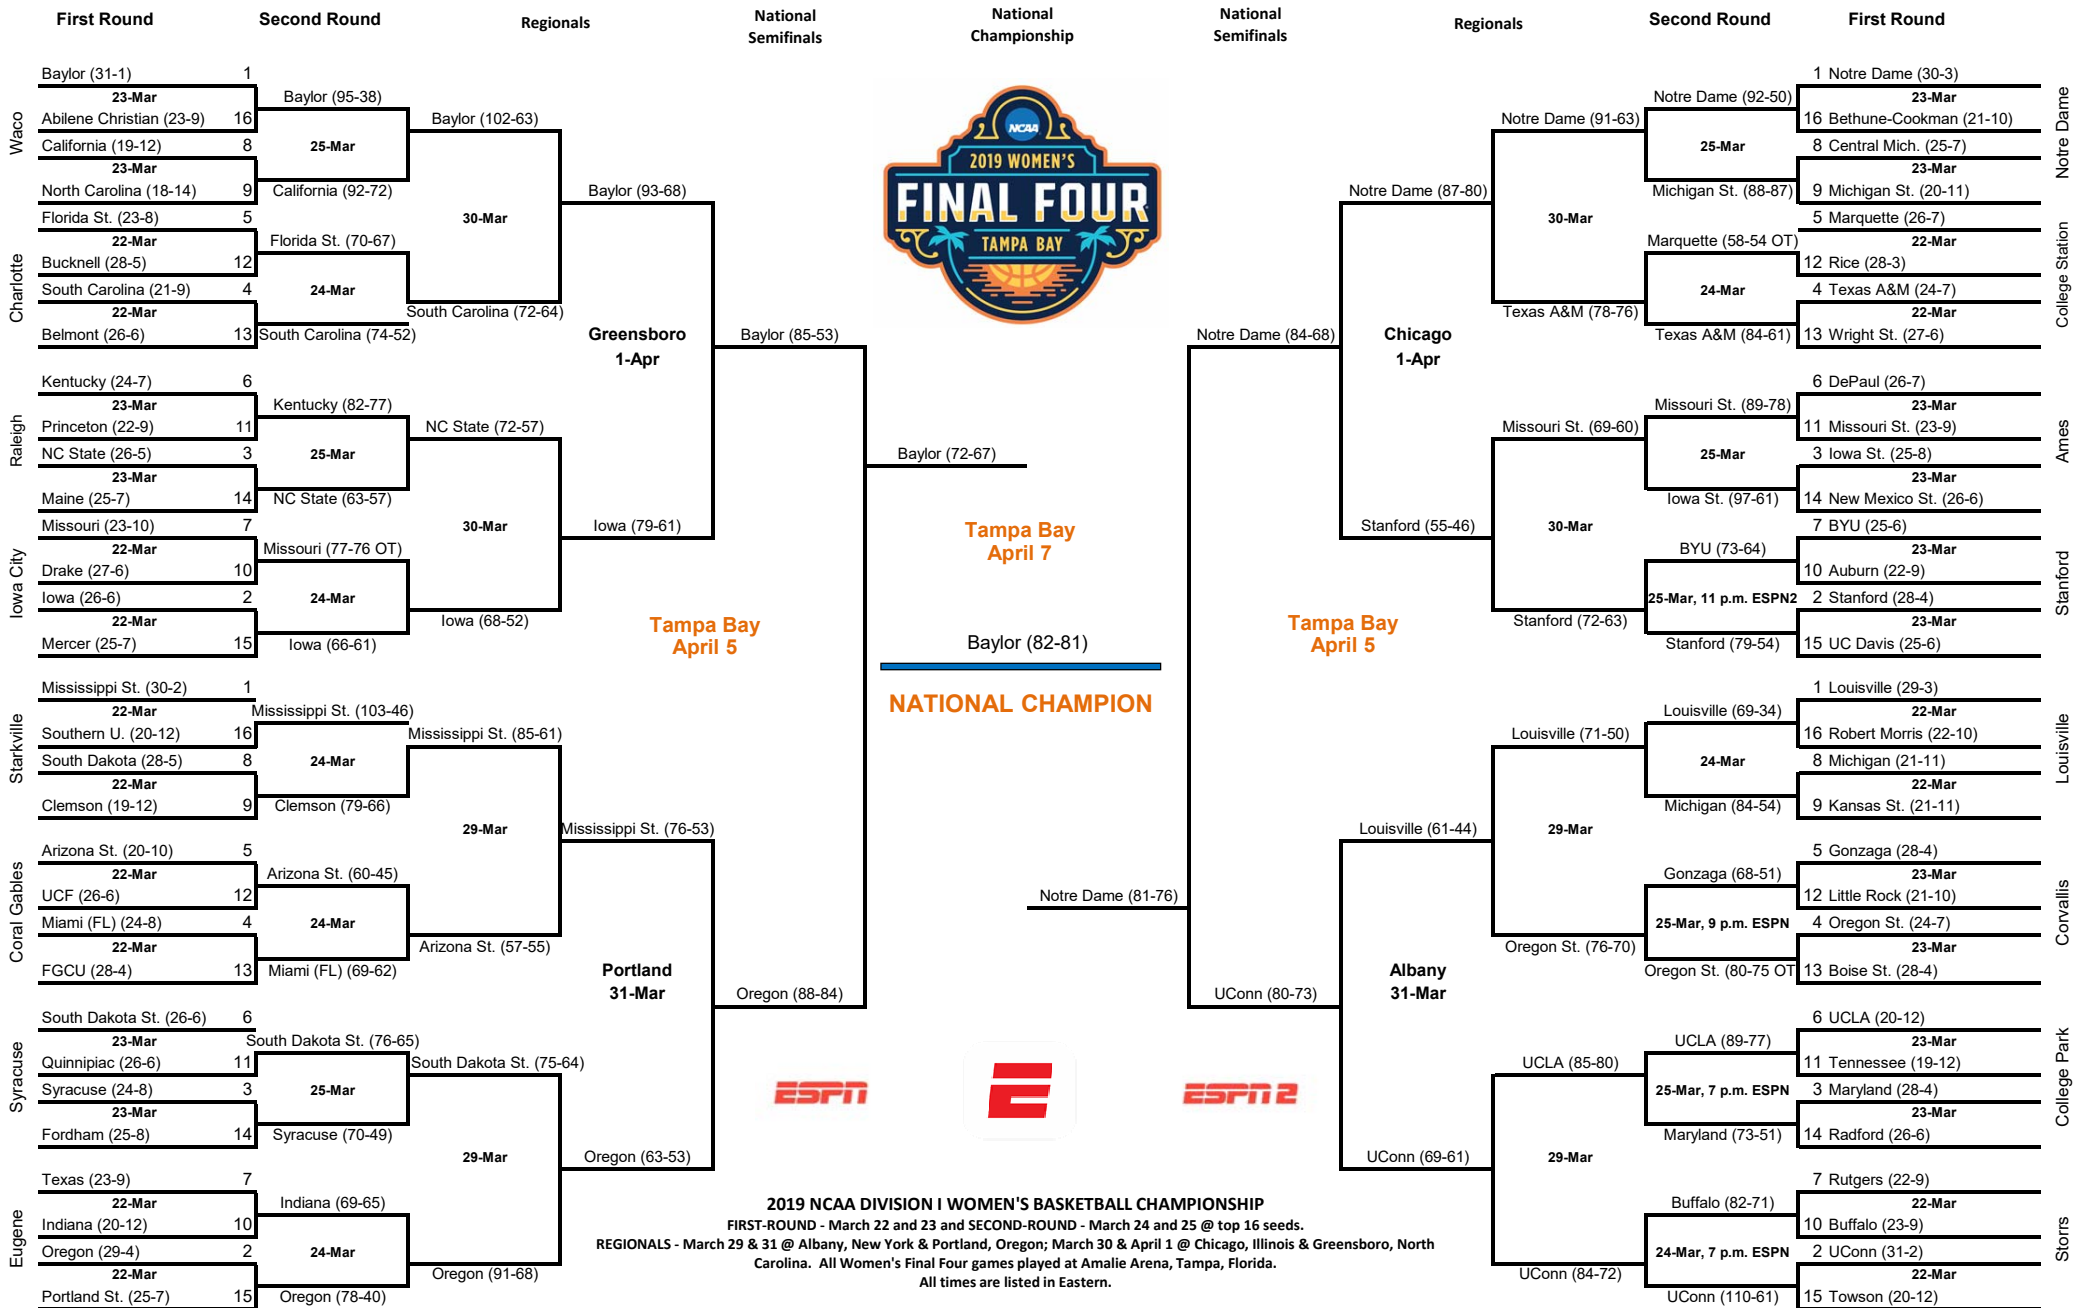 First Round
Second Round
Regionals
National
Semifinals
National
Championship
National
Semifinals
Regionals
Second Round
First Round
Waco
Baylor (31-1) 1
23-Mar
Abilene Christian (23-9) 16
California (19-12) 8
23-Mar
North Carolina (18-14) 9
Charlotte
Florida St. (23-8) 5
22-Mar
Bucknell (28-5) 12
South Carolina (21-9) 4
22-Mar
Belmont (26-6) 13
Raleigh
Kentucky (24-7) 6
23-Mar
Princeton (22-9) 11
NC State (26-5) 3
23-Mar
Maine (25-7) 14
Iowa City
Missouri (23-10) 7
22-Mar
Drake (27-6) 10
Iowa (26-6) 2
22-Mar
Mercer (25-7) 15
Starkville
Mississippi St. (30-2) 1
22-Mar
Southern U. (20-12) 16
South Dakota (28-5) 8
22-Mar
Clemson (19-12) 9
Coral Gables
Arizona St. (20-10) 5
22-Mar
UCF (26-6) 12
Miami (FL) (24-8) 4
22-Mar
FGCU (28-4) 13
Syracuse
South Dakota St. (26-6) 6
23-Mar
Quinnipiac (26-6) 11
Syracuse (24-8) 3
23-Mar
Fordham (25-8) 14
Eugene
Texas (23-9) 7
22-Mar
Indiana (20-12) 10
Oregon (29-4) 2
22-Mar
Portland St. (25-7) 15
Baylor (95-38)
25-Mar
California (92-72)
Florida St. (70-67)
24-Mar
South Carolina (74-52)
Kentucky (82-77)
25-Mar
NC State (63-57)
Missouri (77-76 OT)
24-Mar
Iowa (66-61)
Mississippi St. (103-46)
24-Mar
Clemson (79-66)
Arizona St. (60-45)
24-Mar
Miami (FL) (69-62)
South Dakota St. (76-65)
25-Mar
Syracuse (70-49)
Indiana (69-65)
24-Mar
Oregon (78-40)
Baylor (102-63)
30-Mar
South Carolina (72-64)
NC State (72-57)
30-Mar
Iowa (68-52)
Mississippi St. (85-61)
29-Mar
Arizona St. (57-55)
South Dakota St. (75-64)
29-Mar
Oregon (91-68)
Baylor (93-68)
Greensboro
1-Apr
Iowa (79-61)
Mississippi St. (76-53)
Portland
31-Mar
Oregon (63-53)
Baylor (85-53)
Tampa Bay
April 5
Oregon (88-84)
NCAA
2019 WOMEN'S
FINAL FOUR
TAMPA BAY
Baylor (72-67)
Tampa Bay
April 7
Baylor (82-81)
NATIONAL CHAMPION
Notre Dame (81-76)
ESPN
E
ESPN 2
Notre Dame (84-68)
Tampa Bay
April 5
UConn (80-73)
Notre Dame (87-80)
Chicago
1-Apr
Stanford (55-46)
Louisville (61-44)
Albany
31-Mar
UConn (69-61)
Notre Dame (91-63)
30-Mar
Texas A&M (78-76)
Missouri St. (69-60)
30-Mar
Stanford (72-63)
Louisville (71-50)
29-Mar
Oregon St. (76-70)
UCLA (85-80)
29-Mar
UConn (84-72)
Notre Dame (92-50)
25-Mar
Michigan St. (88-87)
Marquette (58-54 OT)
24-Mar
Texas A&M (84-61)
Missouri St. (89-78)
25-Mar
Iowa St. (97-61)
BYU (73-64)
25-Mar, 11 p.m. ESPN2
Stanford (79-54)
Louisville (69-34)
24-Mar
Michigan (84-54)
Gonzaga (68-51)
25-Mar, 9 p.m. ESPN
Oregon St. (80-75 OT
UCLA (89-77)
25-Mar, 7 p.m. ESPN
Maryland (73-51)
Buffalo (82-71)
24-Mar, 7 p.m. ESPN
UConn (110-61)
1 Notre Dame (30-3)
23-Mar
16 Bethune-Cookman (21-10)
8 Central Mich. (25-7)
23-Mar
9 Michigan St. (20-11)
Notre Dame
5 Marquette (26-7)
22-Mar
12 Rice (28-3)
4 Texas A&M (24-7)
22-Mar
13 Wright St. (27-6)
College Station
6 DePaul (26-7)
23-Mar
11 Missouri St. (23-9)
3 Iowa St. (25-8)
23-Mar
14 New Mexico St. (26-6)
Ames
7 BYU (25-6)
23-Mar
10 Auburn (22-9)
2 Stanford (28-4)
23-Mar
15 UC Davis (25-6)
Stanford
1 Louisville (29-3)
22-Mar
16 Robert Morris (22-10)
8 Michigan (21-11)
22-Mar
9 Kansas St. (21-11)
Louisville
5 Gonzaga (28-4)
23-Mar
12 Little Rock (21-10)
4 Oregon St. (24-7)
23-Mar
13 Boise St. (28-4)
Corvallis
6 UCLA (20-12)
23-Mar
11 Tennessee (19-12)
3 Maryland (28-4)
23-Mar
14 Radford (26-6)
College Park
7 Rutgers (22-9)
22-Mar
10 Buffalo (23-9)
2 UConn (31-2)
22-Mar
15 Towson (20-12)
Storrs
2019 NCAA DIVISION I WOMEN'S BASKETBALL CHAMPIONSHIP
FIRST-ROUND - March 22 and 23 and SECOND-ROUND - March 24 and 25 @ top 16 seeds.
REGIONALS - March 29 & 31 @ Albany, New York & Portland, Oregon; March 30 & April 1 @ Chicago, Illinois & Greensboro, North
Carolina. All Women's Final Four games played at Amalie Arena, Tampa, Florida.
All times are listed in Eastern.